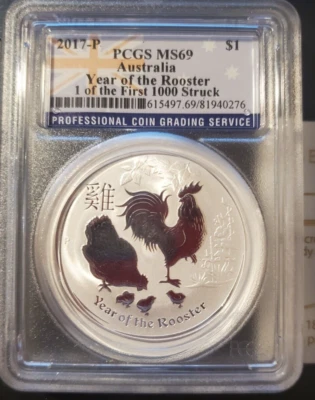 2017-P $1
PCGS MS69
Australia
Year of the Rooster
1 of the First 1000 Struck
615497.69/81940276
PROFESSIONAL COIN GRADING SERVICE
雞
Year of the Rooster